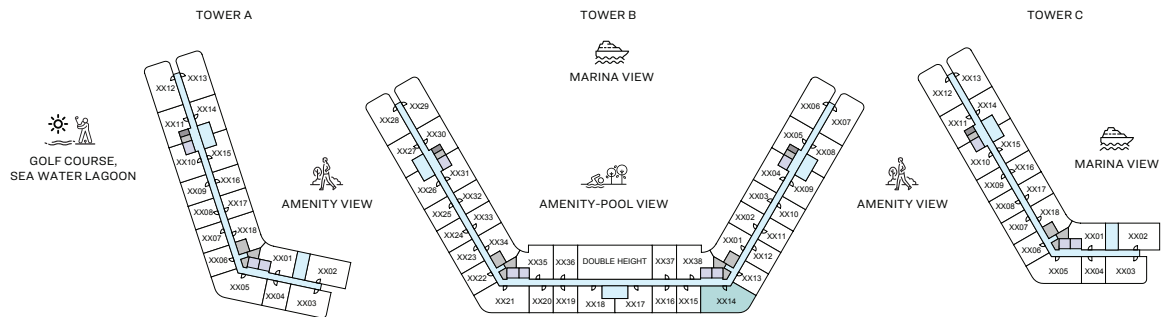 TOWER A
TOWER B
TOWER C
MARINA VIEW
GOLF COURSE,
SEA WATER LAGOON
AMENITY VIEW
AMENITY-POOL VIEW
AMENITY VIEW
MARINA VIEW
XX13
XX12
XX14
XX11
XX15
XX10
XX16
XX09
XX17
XX08
XX18
XX07
XX06
XX01
XX02
XX05
XX04
XX03
XX29
XX28
XX30
XX27
XX31
XX26
XX32
XX25
XX33
XX24
XX34
XX23
XX22
XX35
XX36
DOUBLE HEIGHT
XX37
XX38
XX21
XX20
XX19
XX18
XX17
XX16
XX15
XX14
XX06
XX07
XX05
XX08
XX04
XX09
XX03
XX10
XX02
XX11
XX01
XX12
XX13
XX13
XX12
XX14
XX11
XX15
XX10
XX16
XX09
XX17
XX08
XX18
XX07
XX06
XX01
XX02
XX05
XX04
XX03